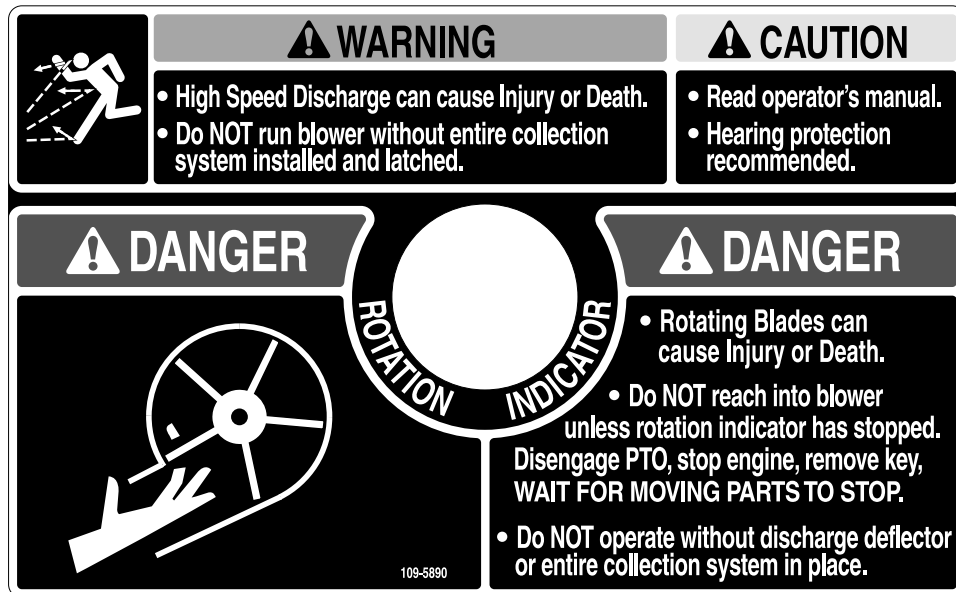 WARNING
• High Speed Discharge can cause Injury or Death.
• Do NOT run blower without entire collection
system installed and latched.
CAUTION
• Read operator's manual.
• Hearing protection
recommended.
DANGER
109-5890
ROTATION INDICATOR
DANGER
• Rotating Blades can
cause Injury or Death.
• Do NOT reach into blower
unless rotation indicator has stopped.
Disengage PTO, stop engine, remove key,
WAIT FOR MOVING PARTS TO STOP.
• Do NOT operate without discharge deflector
or entire collection system in place.